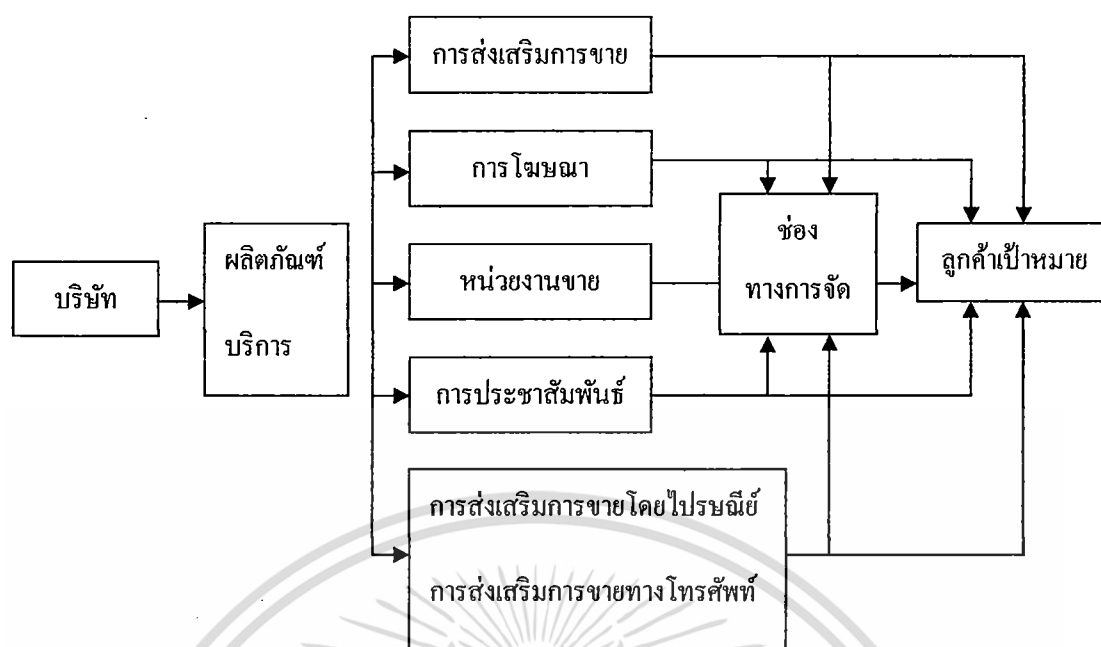 การส่งเสริมการขาย
การโฆษณา
ช่อง
ทางการจัด
ผลิตภัณฑ์
บริการ
บริษัท
หน่วยงานขาย
ลูกค้าเป้าหมาย
การประชาสัมพันธ์
การส่งเสริมการขายโดยไปรษณีย์
การส่งเสริมการขายทางโทรศัพท์